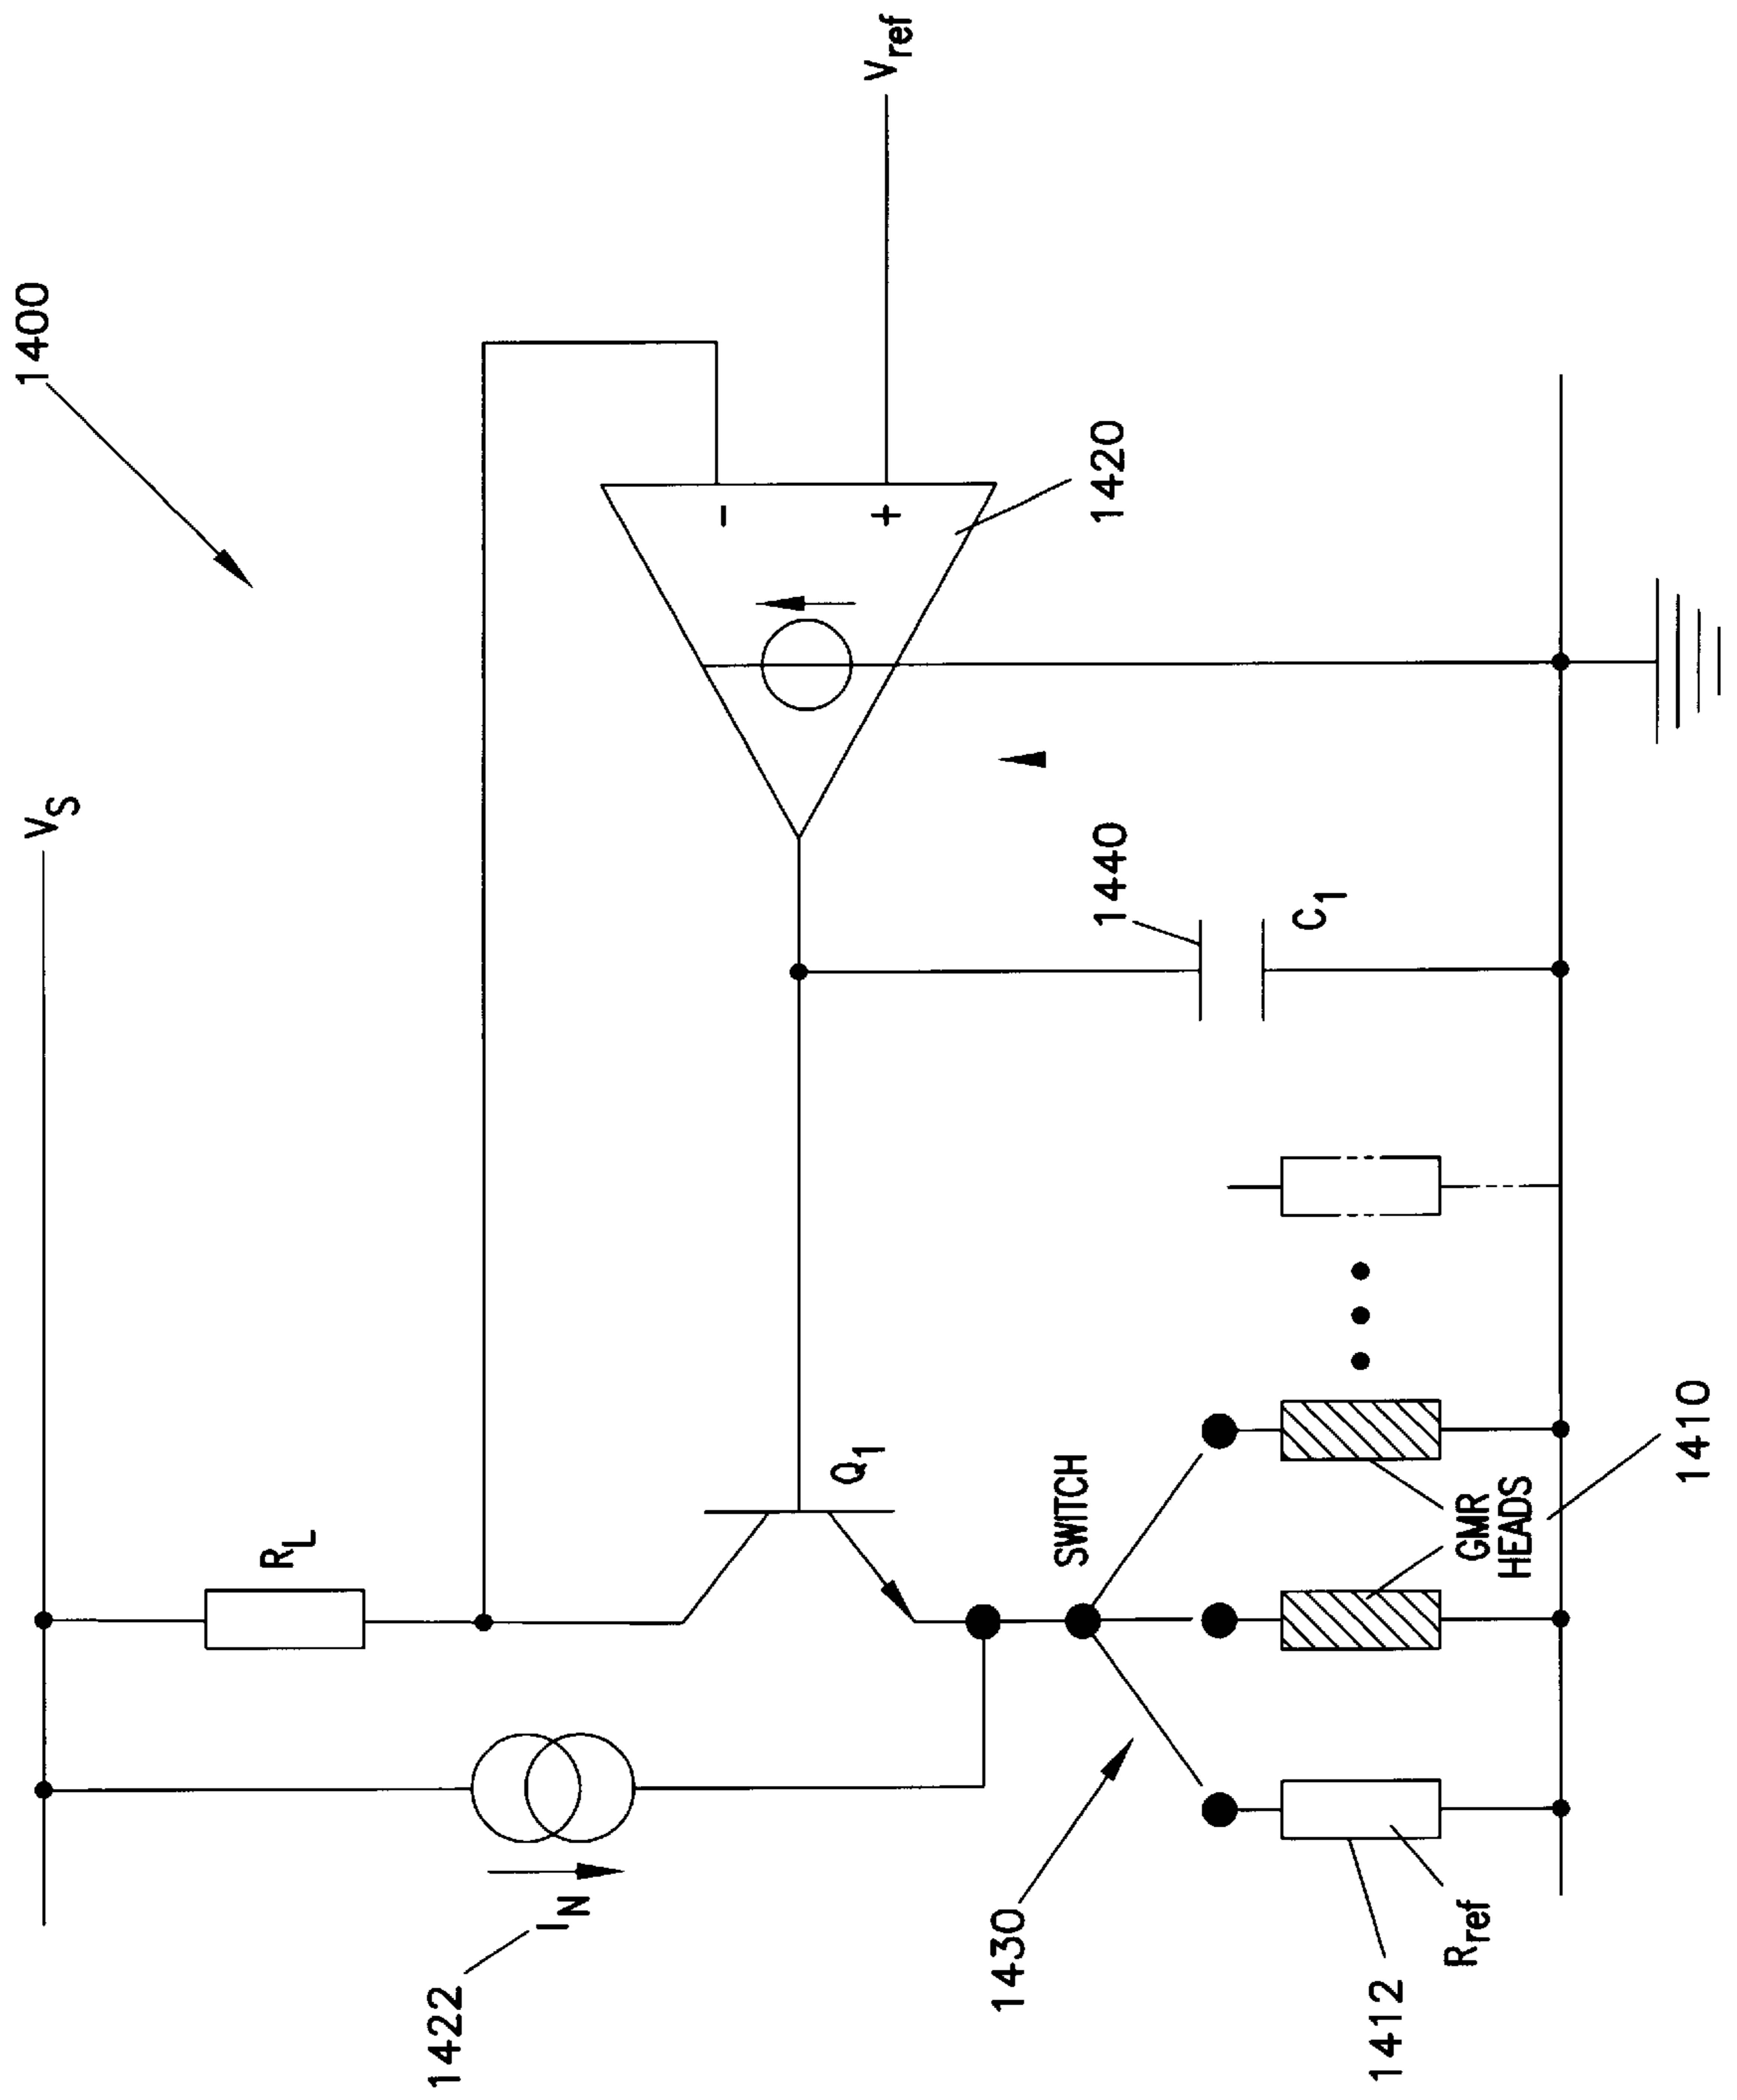 1400
V_S
V_ref
-
+
1420
1440
C_1
R_L
Q_1
SWITCH
GMR
HEADS
1410
I_N
1422
1430
R_ref
1412